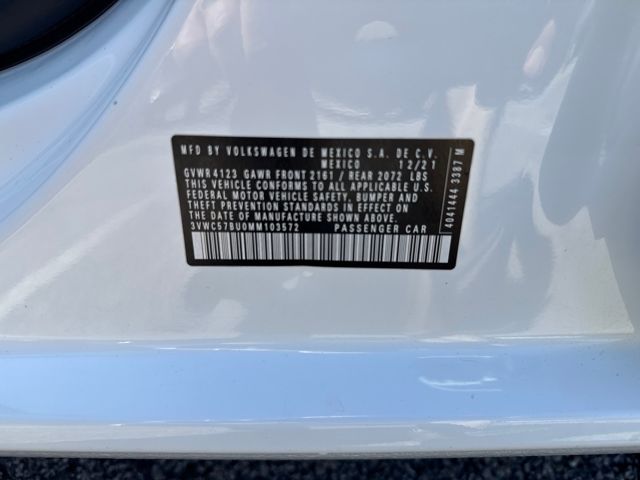 MFD BY VOLKSWAGEN DE MEXICO S.A. DE C.V.
MEXICO 12/21
GVWR 4123 GAWR FRONT 2161 / REAR 2072 LBS
THIS VEHICLE CONFORMS TO ALL APPLICABLE U.S.
FEDERAL MOTOR VEHICLE SAFETY, BUMPER AND
THEFT PREVENTION STANDARDS IN EFFECT ON THE
DATE OF MANUFACTURE SHOWN ABOVE.
3VWC57BU0MM103572 PASSENGER CAR
4041444 3387 M